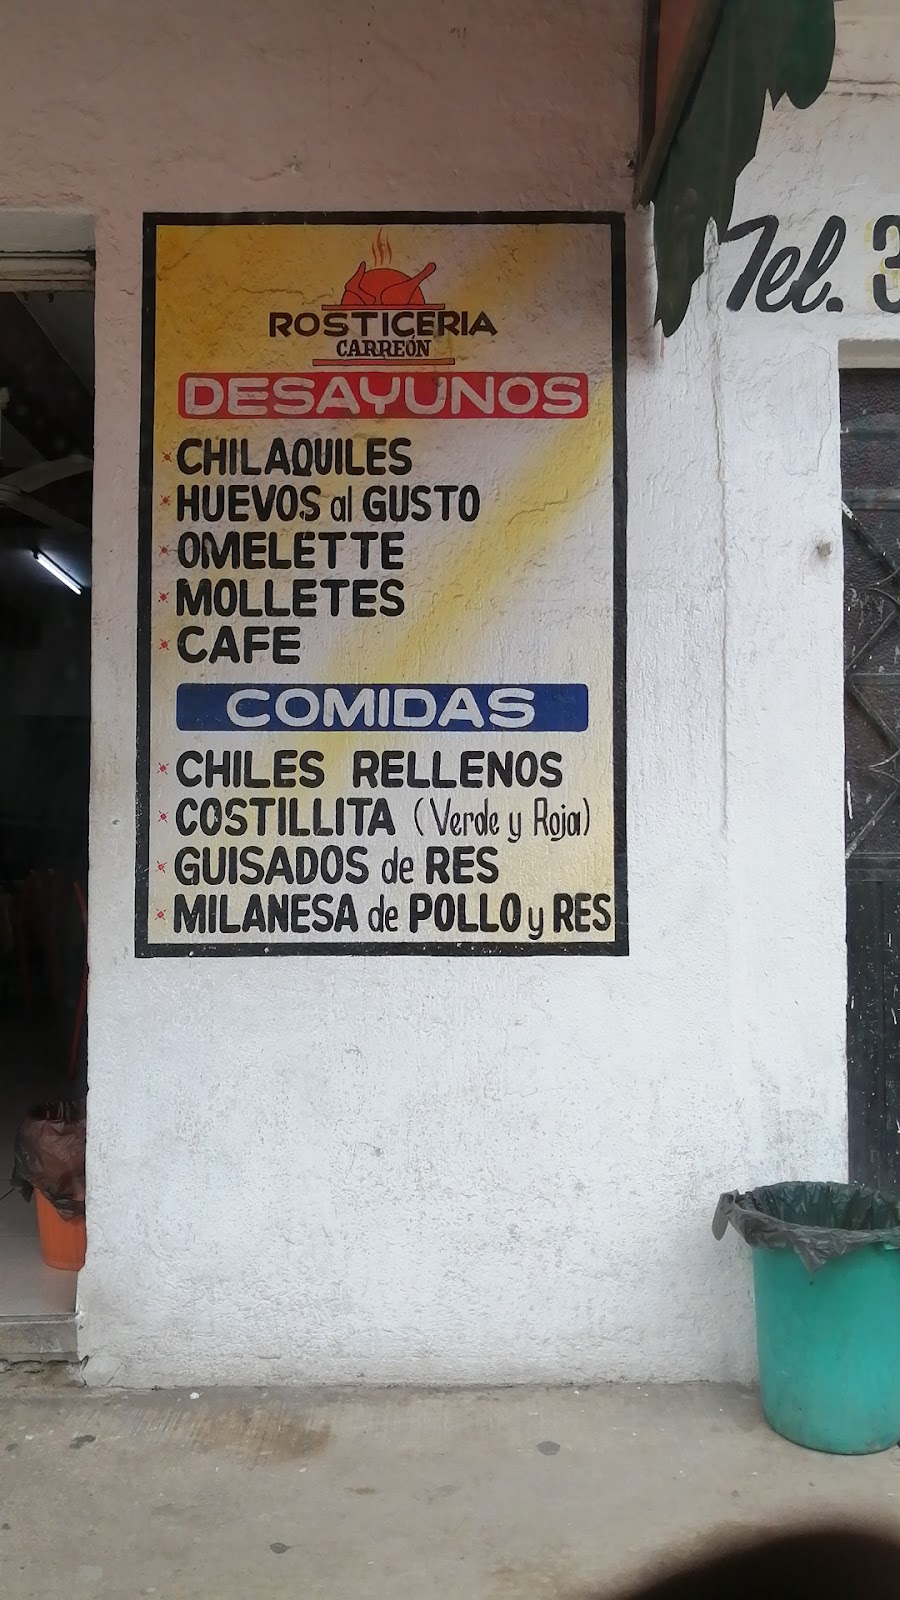 ROSTICERIA
CARREÓN
DESAYUNOS
CHILAQUILES
HUEVOS al GUSTO
OMELETTE
MOLLETES
CAFE
COMIDAS
CHILES RELLENOS
COSTILLITA (Verde y Roja)
GUISADOS de RES
MILANESA de POLLO y RES
Tel. 3